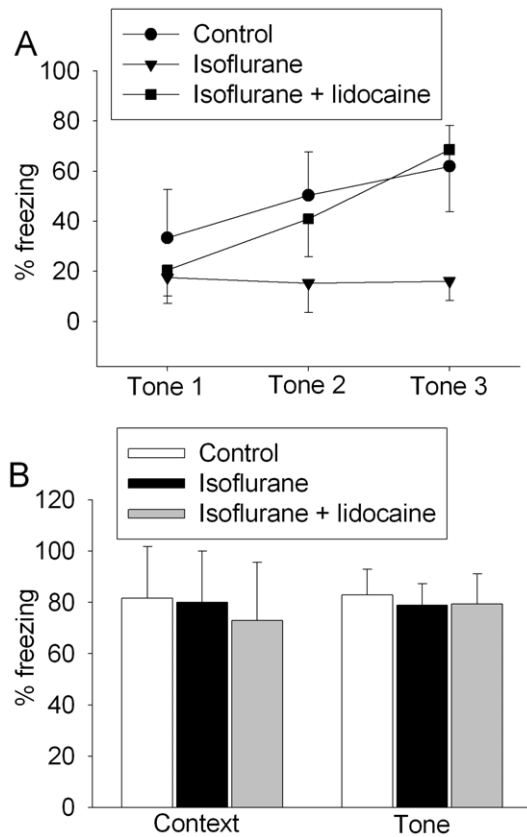 A
Control
Isoflurane
Isoflurane + lidocaine
% freezing
100
80
60
40
20
0
Tone 1 Tone 2 Tone 3
B
Control
Isoflurane
Isoflurane + lidocaine
% freezing
120
100
80
60
40
20
0
Context Tone